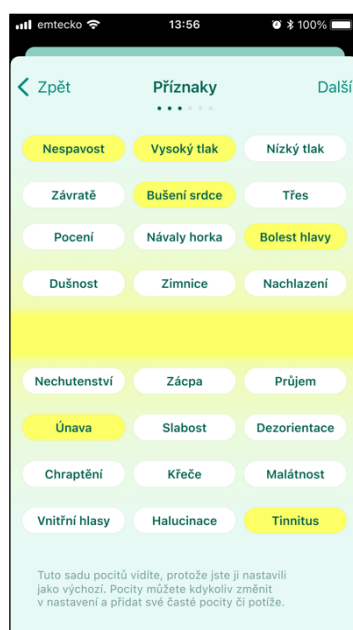 emtecko 13:56 100%
Zpět Příznaky Další
Nespavost Vysoký tlak Nízký tlak
Závratě Bušení srdce Třes
Pocení Návaly horka Bolest hlavy
Dušnost Zimnice Nachlazení
Nechutenství Zácpa Průjem
Únava Slabost Dezorientace
Chraptění Křeče Malátnost
Vnitřní hlasy Halucinace Tinnitus
Tuto sadu pocitů vidíte, protože jste ji nastavili
jako výchozí. Pocity můžete kdykoliv změnit
v nastavení a přidat své časté pocity či potíže.